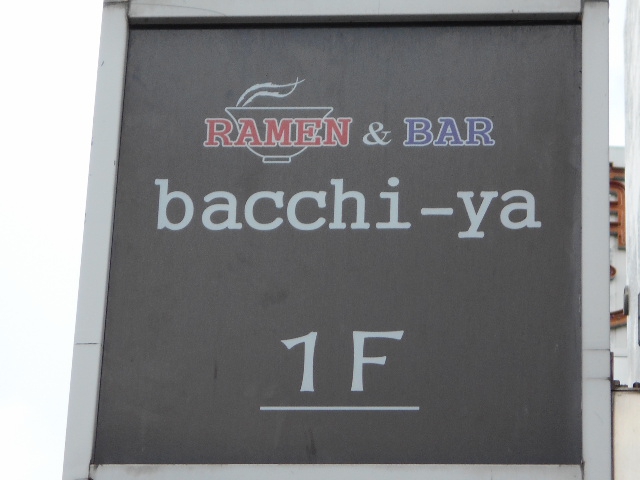 RAMEN & BAR
bacchi-ya
1F